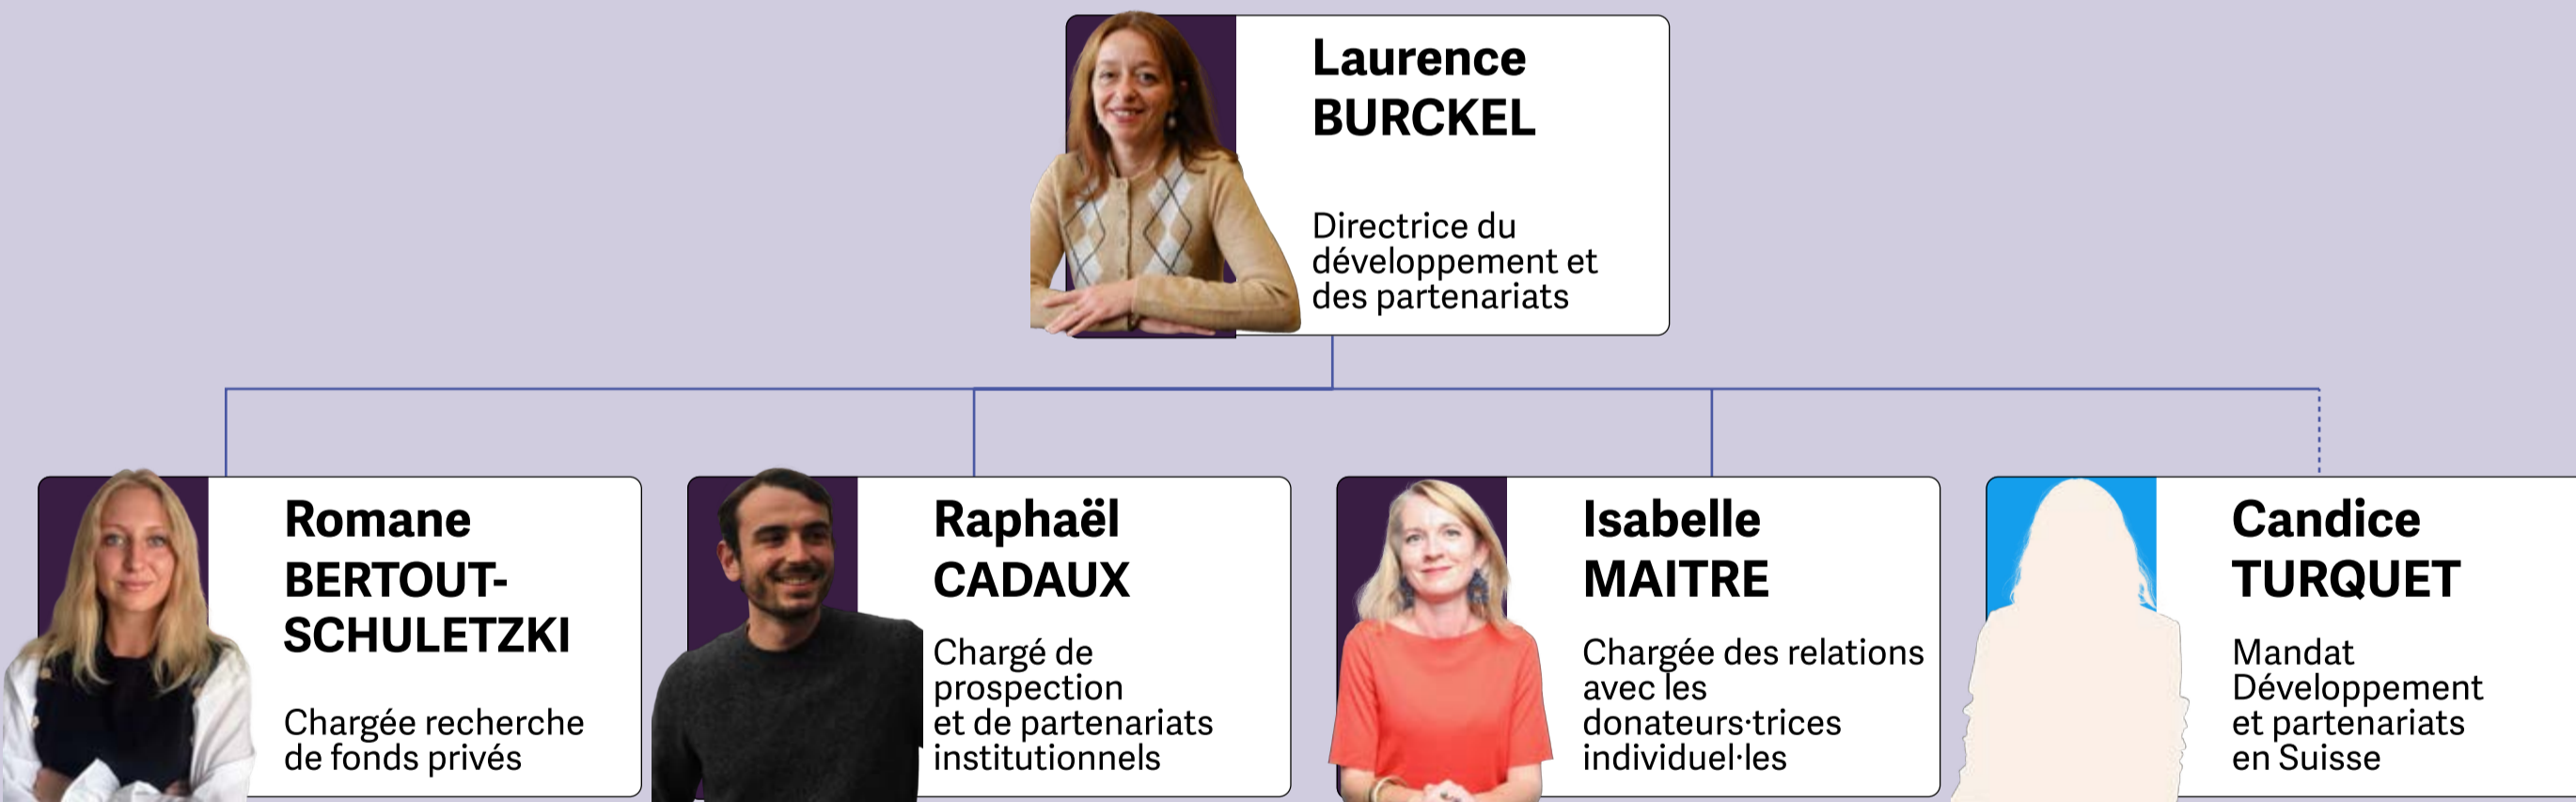 Laurence
BURCKEL
Directrice du
développement et
des partenariats
Romane
BERTOUT-
SCHULETZKI
Chargée recherche
de fonds privés
Raphaël
CADAUX
Chargé de
prospection
et de partenariats
institutionnels
Isabelle
MAITRE
Chargée des relations
avec les
donateurs·trices
individuel·les
Candice
TURQUET
Mandat
Développement
et partenariats
en Suisse